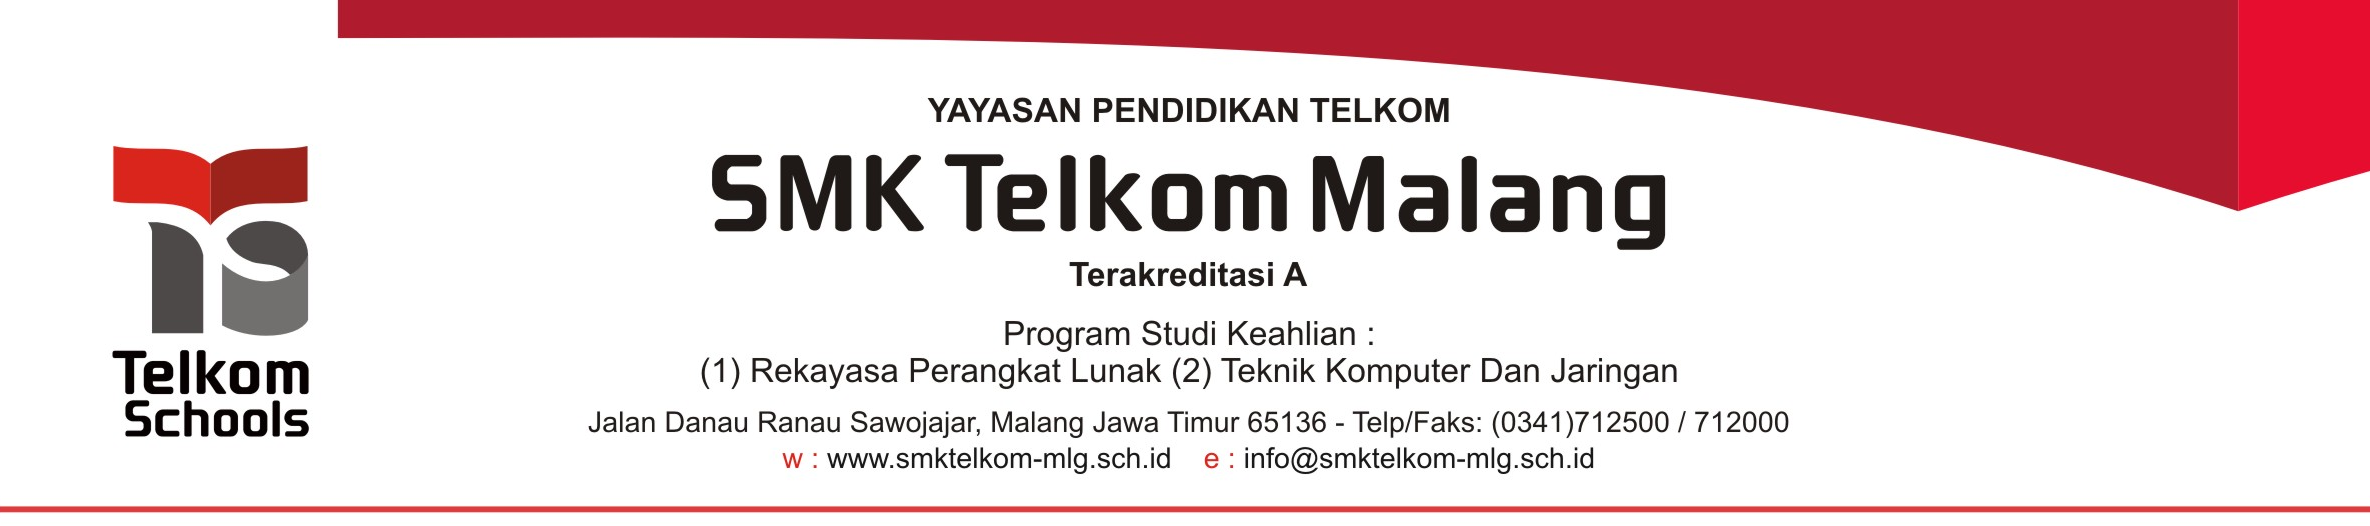 YAYASAN PENDIDIKAN TELKOM
SMK Telkom Malang
Terakreditasi A
Program Studi Keahlian :
(1) Rekayasa Perangkat Lunak (2) Teknik Komputer Dan Jaringan
Jalan Danau Ranau Sawojajar, Malang Jawa Timur 65136 - Telp/Faks: (0341)712500 / 712000
w : www.smktelkom-mlg.sch.id e : info@smktelkom-mlg.sch.id
Telkom
Schools